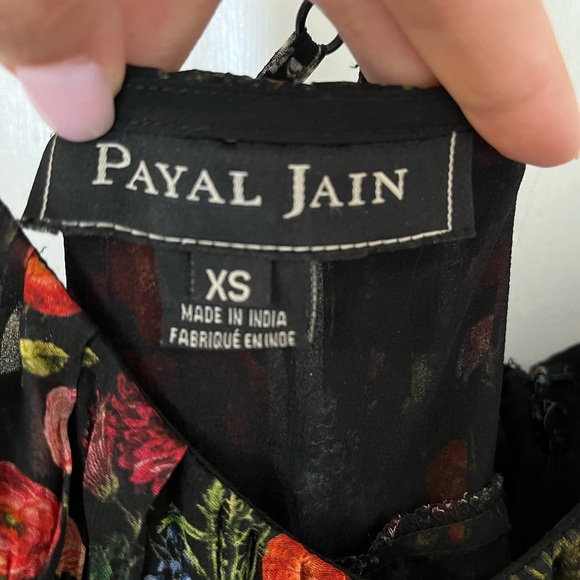 PAYAL JAIN
XS
MADE IN INDIA
FABRIQUÉ EN INDE